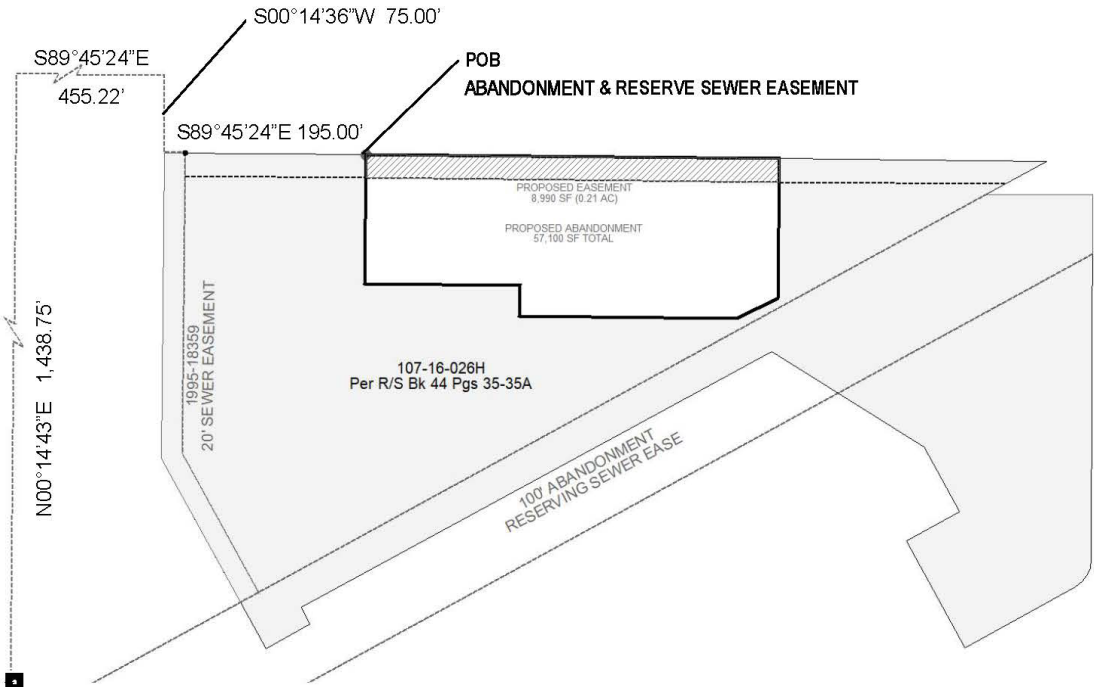 S00°14'36"W 75.00'
S89°45'24"E
455.22'
POB
ABANDONMENT & RESERVE SEWER EASEMENT
S89°45'24"E 195.00'
PROPOSED EASEMENT
8,990 SF (0.21 AC)
PROPOSED ABANDONMENT
57,100 SF TOTAL
N00°14'43"E 1,438.75'
1995-18359
20' SEWER EASEMENT
107-16-026H
Per R/S Bk 44 Pgs 35-35A
100' ABANDONMENT
RESERVING SEWER EASE